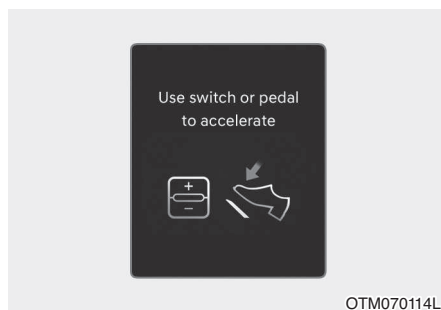 Use switch or pedal
to accelerate
+
−
OTM070114L